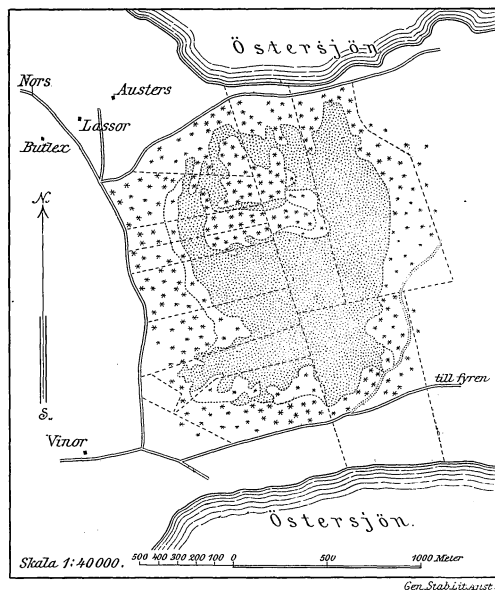 Östersjön
Nors
Austers
Lassor
Butlex
N.
S.
till fyren
Vinor
Östersjön.
Skala 1:40000.
500 400 300 200 100 0 500 1000 Meter
Gen. Stab. lit. anst.